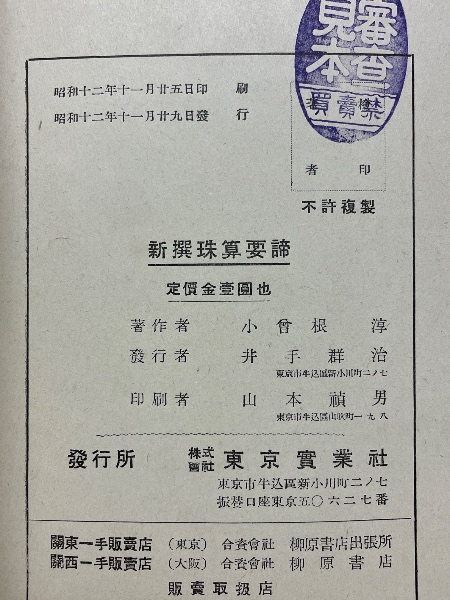 審査
見本
禁賣買
昭和十二年十一月廿五日印刷
昭和十二年十一月廿九日發行
者印
不許複製
新撰珠算要諦
定價金壹圓也
著作者 小曾根淳
發行者 井手群治
東京市牛込區新小川町二ノ七
印刷者 山本禎男
東京市牛込區山吹町一九八
發行所 株式會社 東京實業社
東京市牛込區新小川町二ノ七
振替口座東京五〇六二七番
關東一手販賣店 (東京) 合資會社 柳原書店出張所
關西一手販賣店 (大阪) 合資會社 柳原書店
販賣取扱店